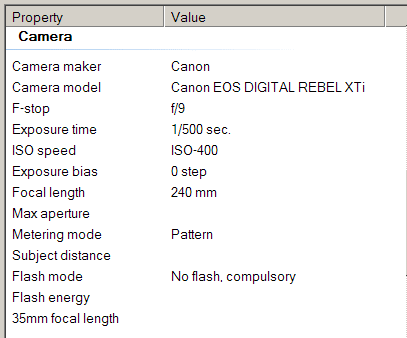 Property Value
Camera
Camera maker Canon
Camera model Canon EOS DIGITAL REBEL XTi
F-stop f/9
Exposure time 1/500 sec.
ISO speed ISO-400
Exposure bias 0 step
Focal length 240 mm
Max aperture
Metering mode Pattern
Subject distance
Flash mode No flash, compulsory
Flash energy
35mm focal length